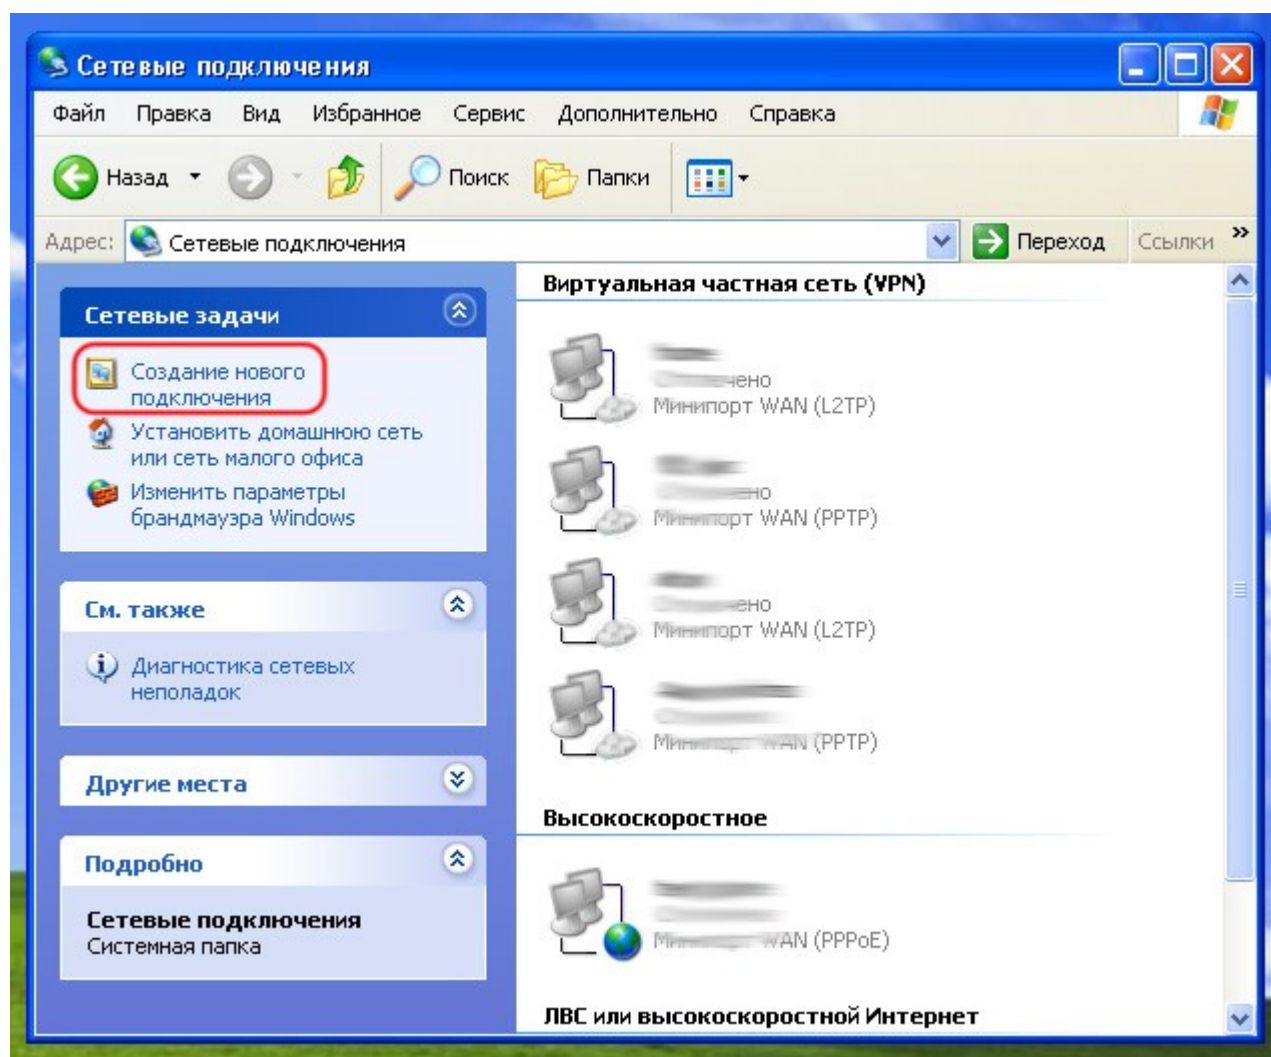 Сетевые подключения
Файл Правка Вид Избранное Сервис Дополнительно Справка
Назад Поиск Папки
Адрес: Сетевые подключения Переход Ссылки »
Сетевые задачи
Создание нового
подключения
Установить домашнюю сеть
или сеть малого офиса
Изменить параметры
брандмауэра Windows
См. также
Диагностика сетевых
неполадок
Другие места
Подробно
Сетевые подключения
Системная папка
Виртуальная частная сеть (VPN)
Минипорт WAN (L2TP)
Минипорт WAN (PPTP)
Минипорт WAN (L2TP)
WAN (PPTP)
Высокоскоростное
WAN (PPPoE)
ЛВС или высокоскоростной Интернет